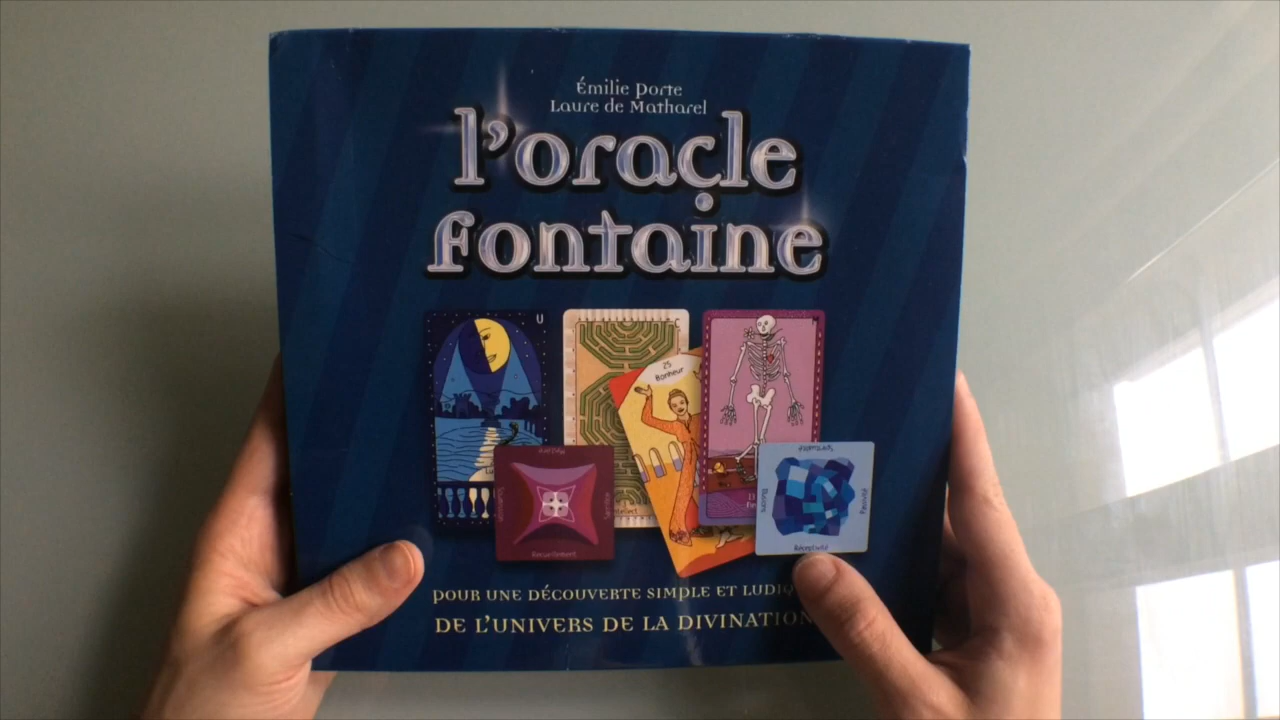 Émilie Porte
Laure de Matharel
l'oracle
fontaine
U
25
Bonheur
Réceptivité
POUR UNE DÉCOUVERTE SIMPLE ET
DE L'UNIVERS DE LA DIVINATION